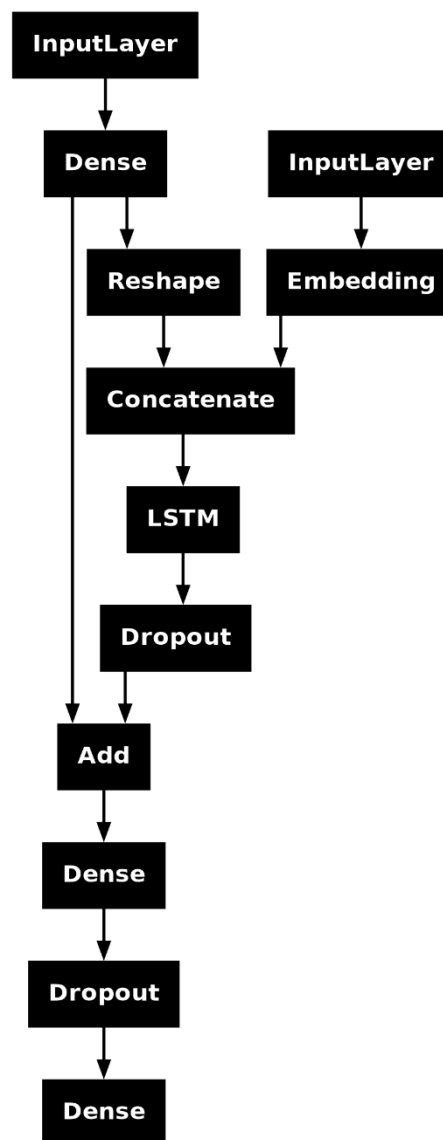 InputLayer
Dense
InputLayer
Reshape
Embedding
Concatenate
LSTM
Dropout
Add
Dense
Dropout
Dense